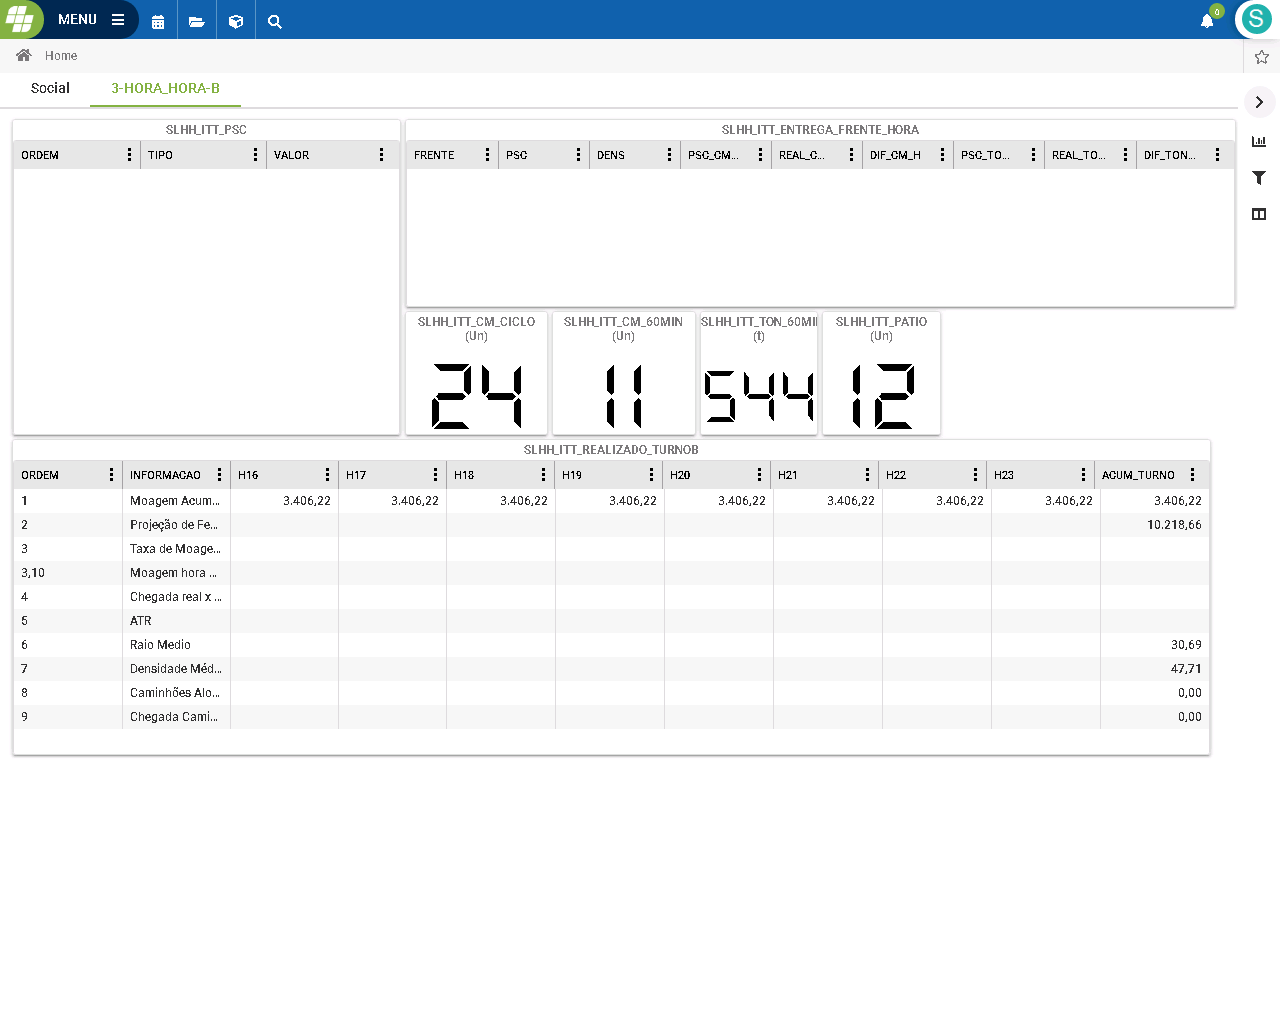 MENU
0
S
Home
Social 3-HORA_HORA-B
SLHH_ITT_PSC
ORDEM TIPO VALOR
SLHH_ITT_ENTREGA_FRENTE_HORA
FRENTE PSC DENS PSC_CM... REAL_C... DIF_CM_H PSC_TO... REAL_TO... DIF_TON...
SLHH_ITT_CM_CICLO
(Un)
24
SLHH_ITT_CM_60MIN
(Un)
11
SLHH_ITT_TON_60MI
(t)
544
SLHH_ITT_PATIO
(Un)
12
SLHH_ITT_REALIZADO_TURNOB
ORDEM INFORMACAO H16 H17 H18 H19 H20 H21 H22 H23 ACUM_TURNO
1 Moagem Acum... 3.406,22 3.406,22 3.406,22 3.406,22 3.406,22 3.406,22 3.406,22 3.406,22 3.406,22
2 Projeção de Fe... 10.218,66
3 Taxa de Moage...
3,10 Moagem hora ...
4 Chegada real x ...
5 ATR
6 Raio Medio 30,69
7 Densidade Méd... 47,71
8 Caminhões Alo... 0,00
9 Chegada Cami... 0,00